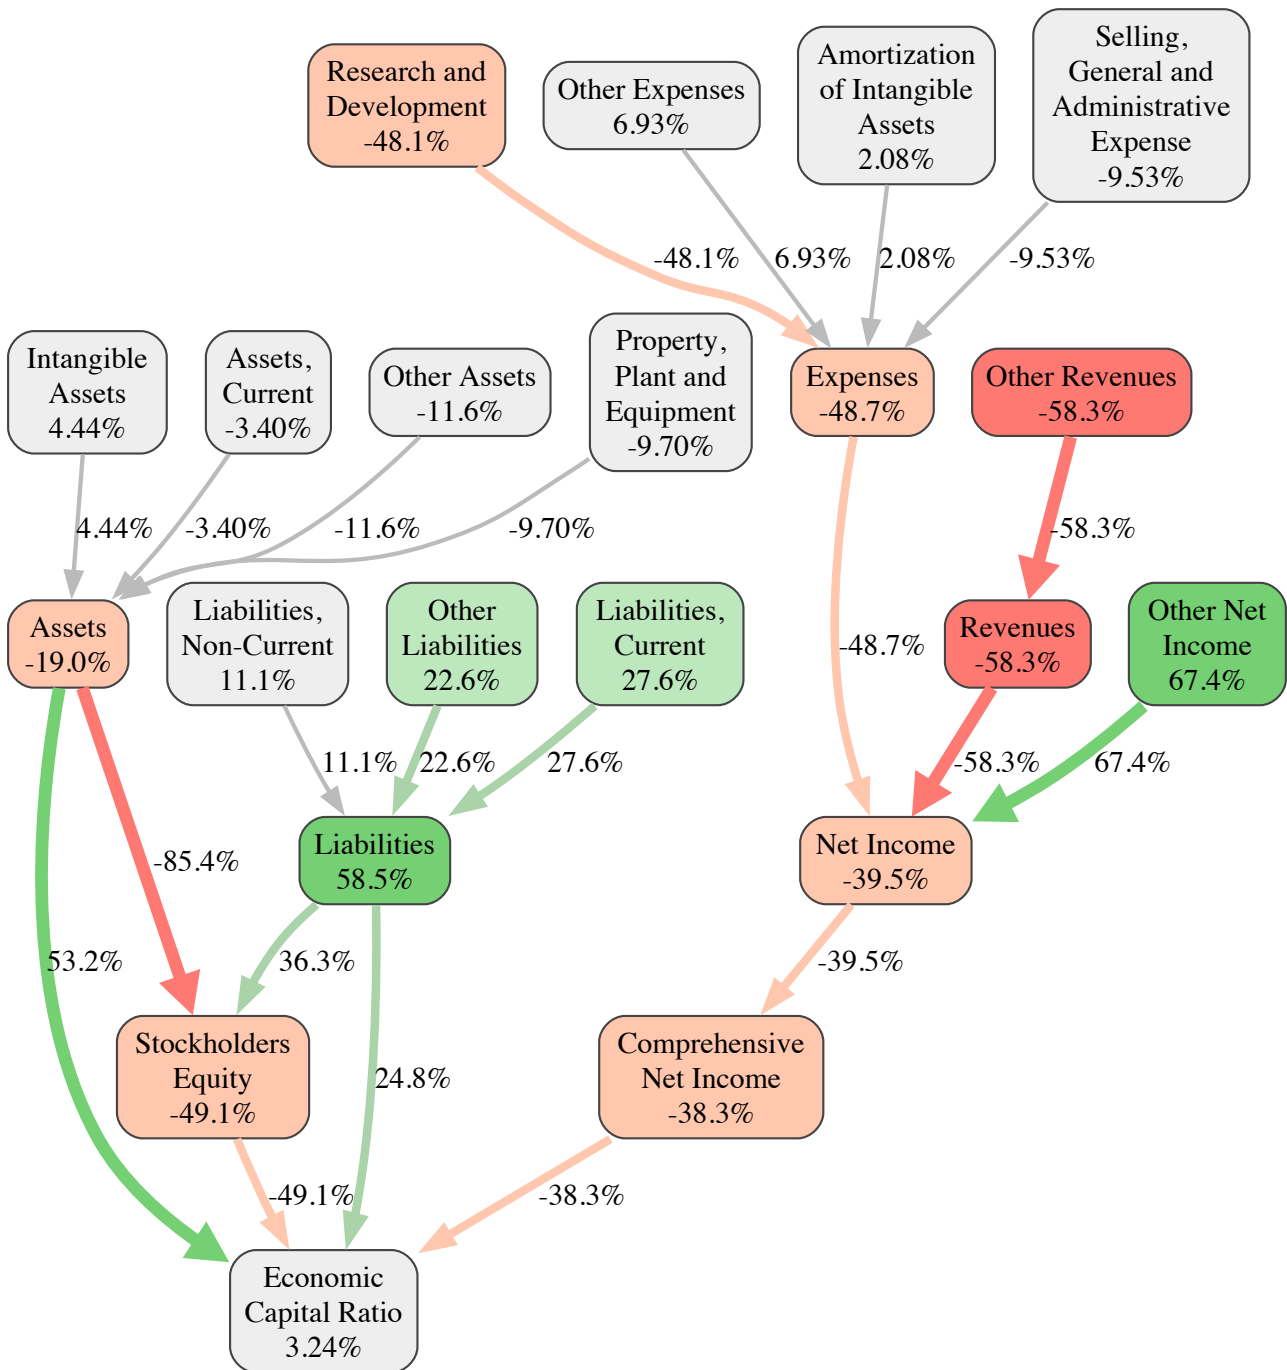 Research and
Development
-48.1%
Other Expenses
6.93%
Amortization
of Intangible
Assets
2.08%
Selling,
General and
Administrative
Expense
-9.53%
-48.1%
6.93%
2.08%
-9.53%
Intangible
Assets
4.44%
Assets,
Current
-3.40%
Other Assets
-11.6%
Property,
Plant and
Equipment
-9.70%
Expenses
-48.7%
Other Revenues
-58.3%
4.44%
-3.40%
-11.6%
-9.70%
-58.3%
Assets
-19.0%
Liabilities,
Non-Current
11.1%
Other
Liabilities
22.6%
Liabilities,
Current
27.6%
-48.7%
Revenues
-58.3%
Other Net
Income
67.4%
11.1%
22.6%
27.6%
-58.3%
67.4%
-85.4%
Liabilities
58.5%
Net Income
-39.5%
53.2%
36.3%
-39.5%
Stockholders
Equity
-49.1%
24.8%
Comprehensive
Net Income
-38.3%
-49.1%
-38.3%
Economic
Capital Ratio
3.24%